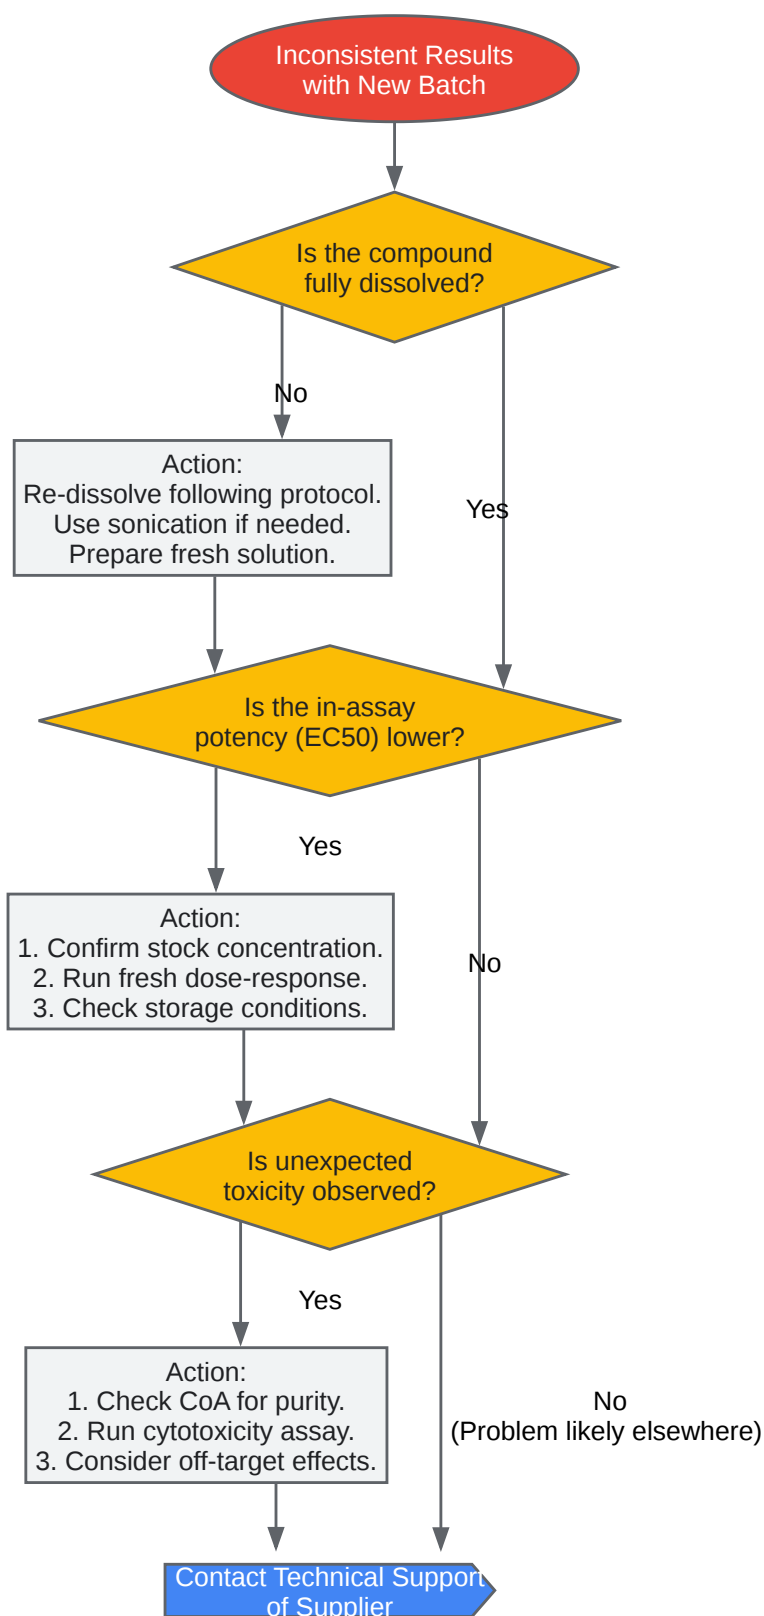 Inconsistent Results
with New Batch
Is the compound
fully dissolved?
No
Action:
Re-dissolve following protocol.
Use sonication if needed.
Prepare fresh solution.
Yes
Is the in-assay
potency (EC50) lower?
Yes
Action:
1. Confirm stock concentration.
2. Run fresh dose-response.
3. Check storage conditions.
No
Is unexpected
toxicity observed?
Yes
Action:
1. Check CoA for purity.
2. Run cytotoxicity assay.
3. Consider off-target effects.
No
(Problem likely elsewhere)
Contact Technical Support
of Supplier